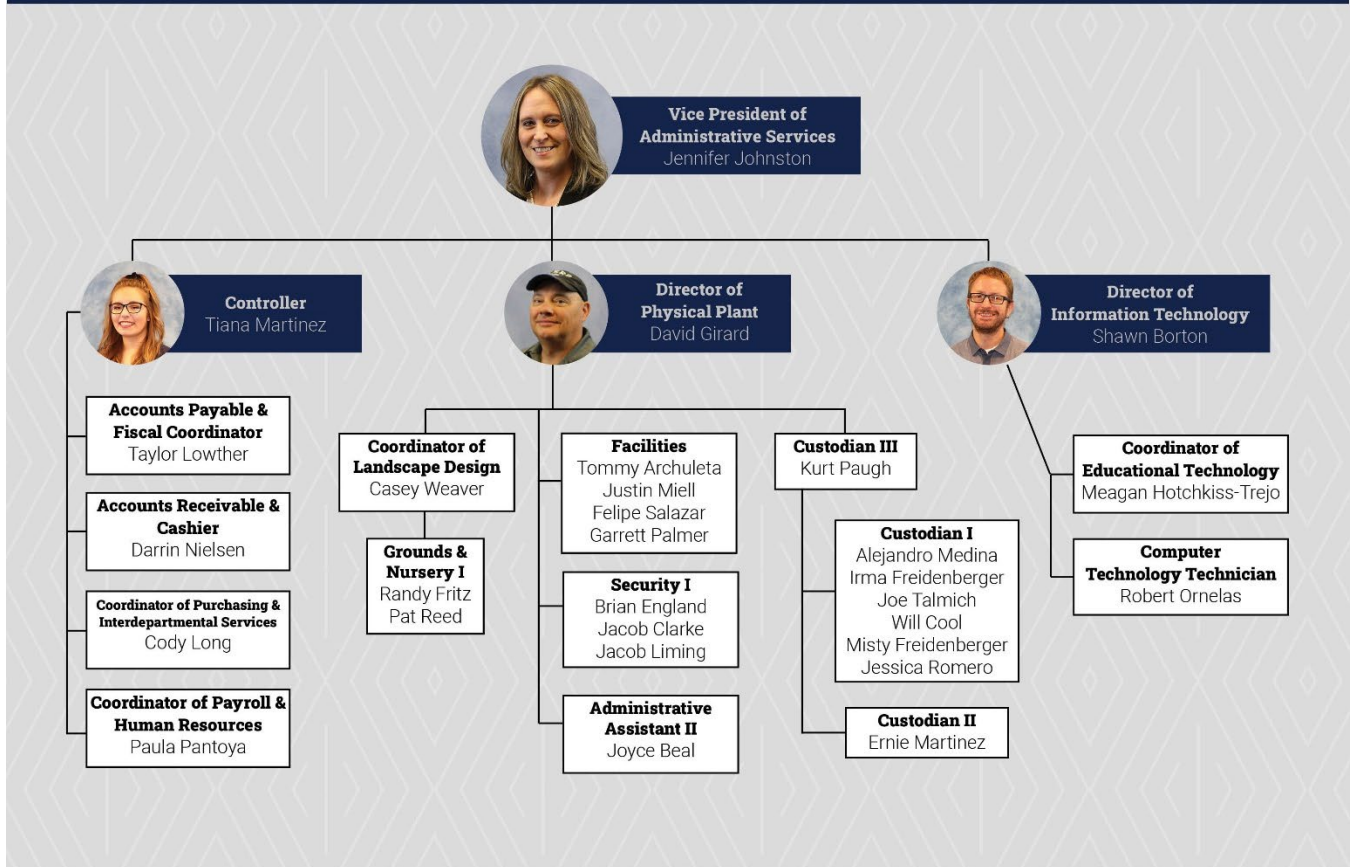 Vice President of
Administrative Services
Jennifer Johnston
Controller
Tiana Martinez
Director of
Physical Plant
David Girard
Director of
Information Technology
Shawn Borton
Accounts Payable &
Fiscal Coordinator
Taylor Lowther
Accounts Receivable &
Cashier
Darrin Nielsen
Coordinator of Purchasing &
Interdepartmental Services
Cody Long
Coordinator of Payroll &
Human Resources
Paula Pantoya
Coordinator of
Landscape Design
Casey Weaver
Grounds &
Nursery I
Randy Fritz
Pat Reed
Facilities
Tommy Archuleta
Justin Miell
Felipe Salazar
Garrett Palmer
Security I
Brian England
Jacob Clarke
Jacob Liming
Administrative
Assistant II
Joyce Beal
Custodian III
Kurt Paugh
Custodian I
Alejandro Medina
Irma Freidenberger
Joe Talmich
Will Cool
Misty Freidenberger
Jessica Romero
Custodian II
Ernie Martinez
Coordinator of
Educational Technology
Meagan Hotchkiss-Trejo
Computer
Technology Technician
Robert Ornelas